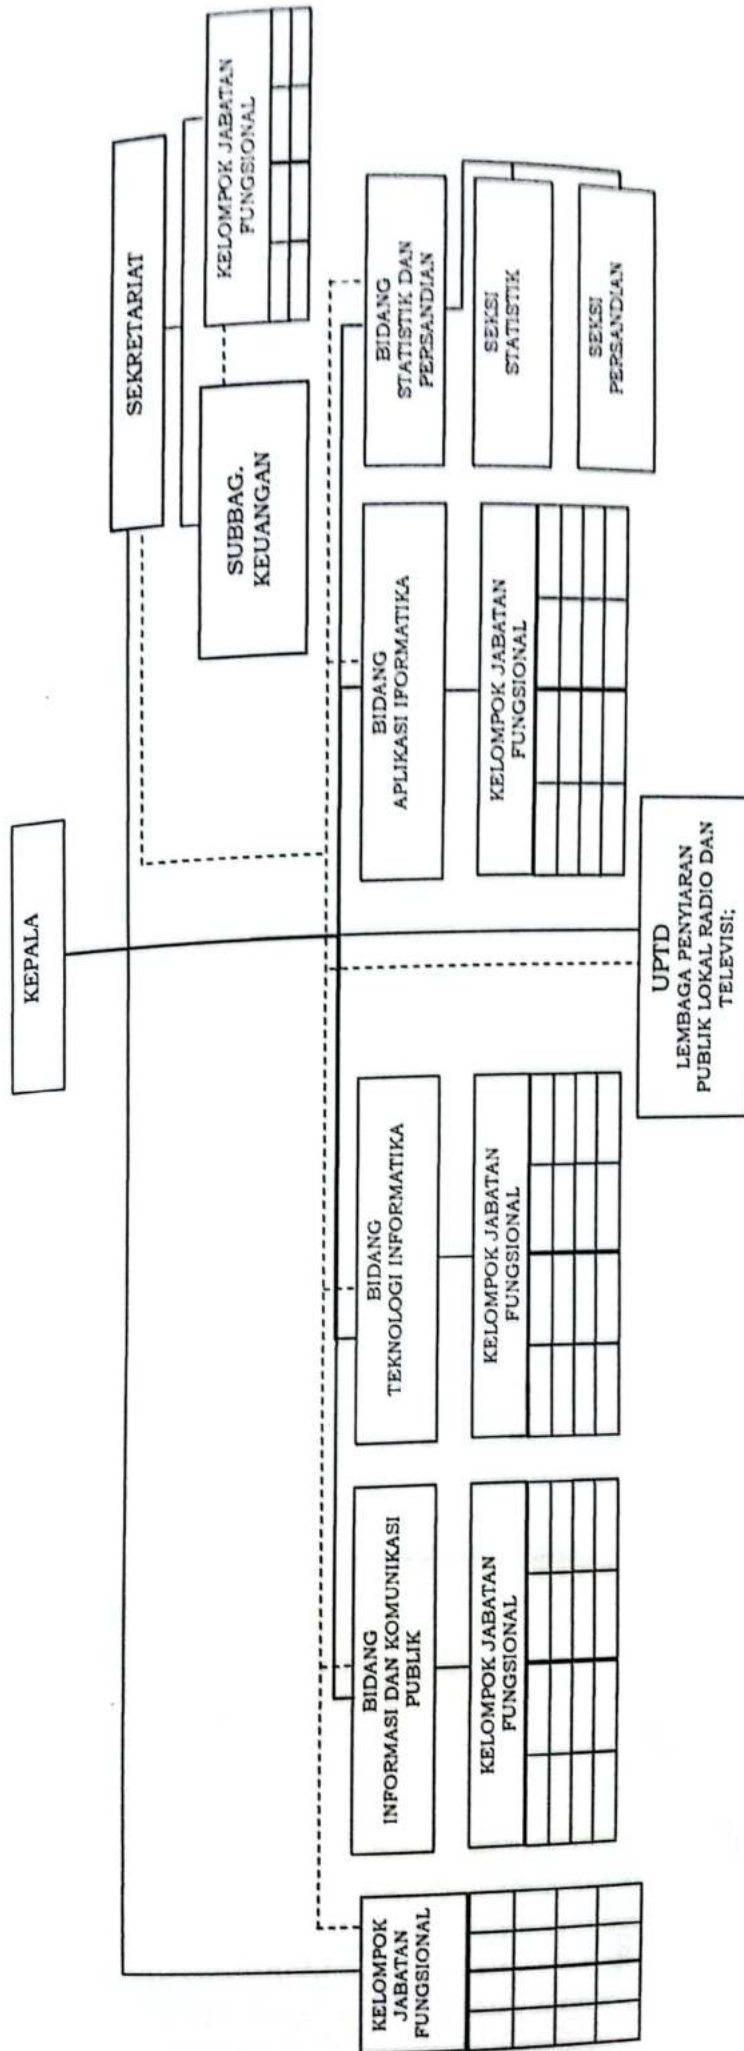 KEPALA
SEKRETARIAT
SUBBAG.
KEUANGAN
KELOMPOK JABATAN
FUNGSIONAL
KELOMPOK
JABATAN
FUNGSIONAL
BIDANG
INFORMASI DAN KOMUNIKASI
PUBLIK
BIDANG
TEKNOLOGI INFORMATIKA
BIDANG
APLIKASI IFORMATIKA
BIDANG
STATISTIK DAN
PERSANDIAN
KELOMPOK JABATAN
FUNGSIONAL
KELOMPOK JABATAN
FUNGSIONAL
KELOMPOK JABATAN
FUNGSIONAL
SEKSI
STATISTIK
SEKSI
PERSANDIAN
UPTD
LEMBAGA PENYIARAN
PUBLIK LOKAL RADIO DAN
TELEVISI;